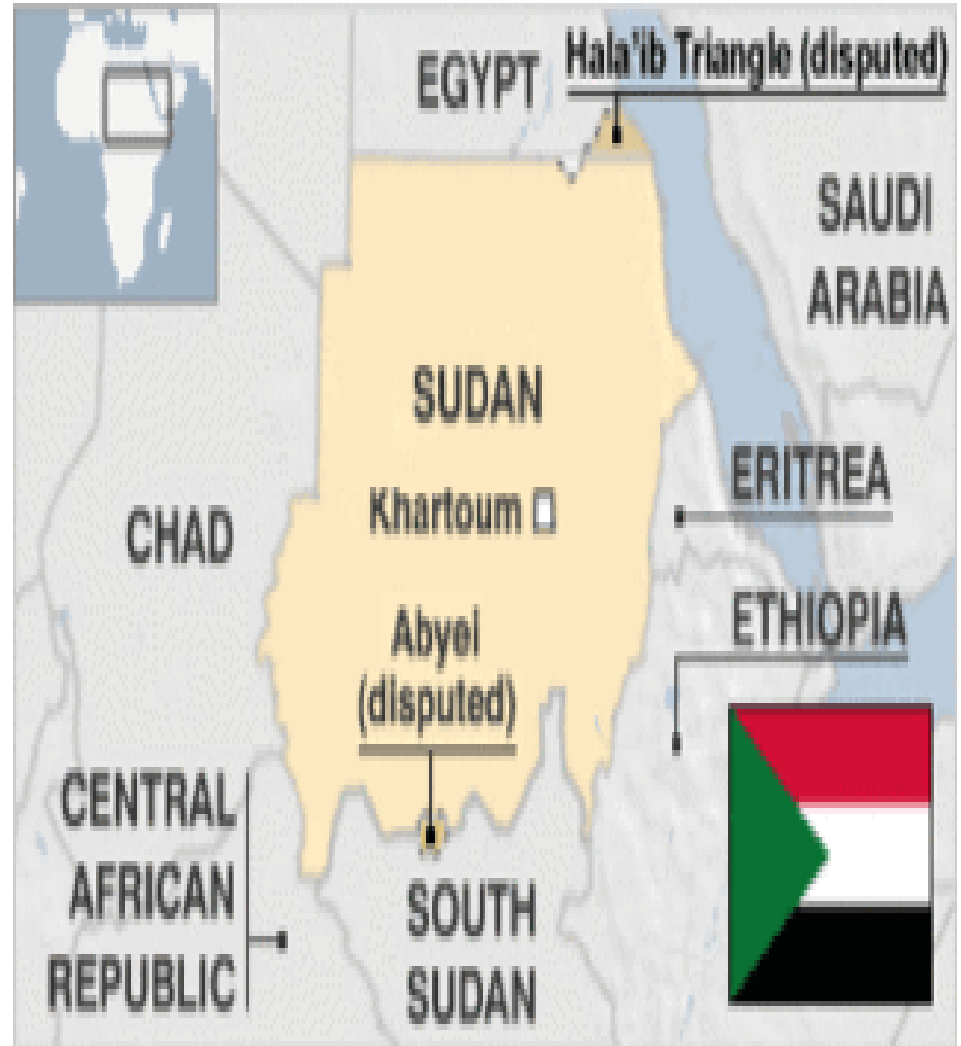 EGYPT
Hala'ib Triangle (disputed)
SAUDI
ARABIA
SUDAN
Khartoum
ERITREA
CHAD
ETHIOPIA
Abyei
(disputed)
CENTRAL
AFRICAN
REPUBLIC
SOUTH
SUDAN